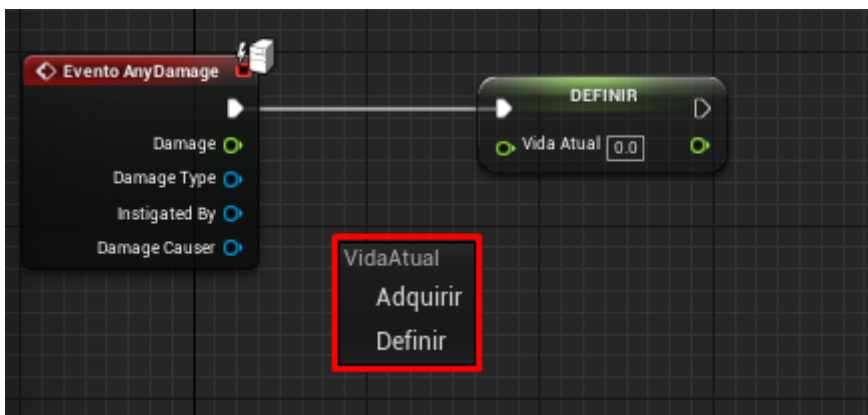 Evento AnyDamage
Damage
Damage Type
Instigated By
Damage Causer
DEFINIR
Vida Atual 0.0
VidaAtual
Adquirir
Definir